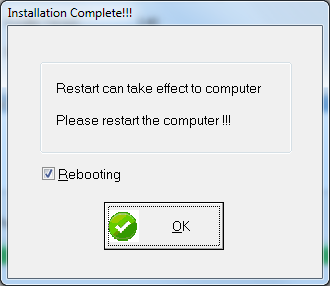 Installation Complete!!!
Restart can take effect to computer
Please restart the computer !!!
Rebooting
OK